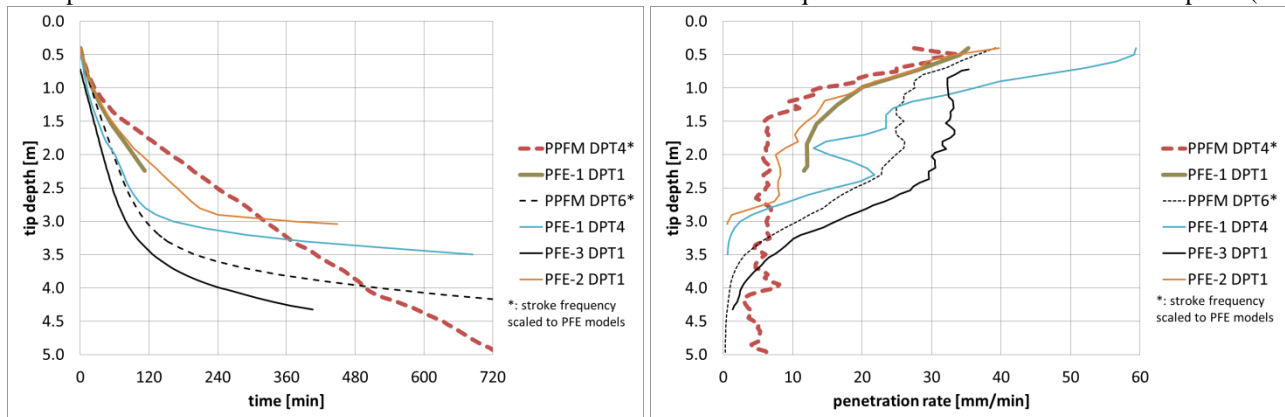 0.0
0.5
1.0
1.5
2.0
2.5
3.0
3.5
4.0
4.5
5.0
tip depth [m]
0 120 240 360 480 600 720
time [min]
PPFM DPT4*
PFE-1 DPT1
PPFM DPT6*
PFE-1 DPT4
PFE-3 DPT1
PFE-2 DPT1
*: stroke frequency
scaled to PFE models
0.0
0.5
1.0
1.5
2.0
2.5
3.0
3.5
4.0
4.5
5.0
tip depth [m]
0 10 20 30 40 50 60
penetration rate [mm/min]
PPFM DPT4*
PFE-1 DPT1
PPFM DPT6*
PFE-1 DPT4
PFE-3 DPT1
PFE-2 DPT1
*: stroke frequency
scaled to PFE models